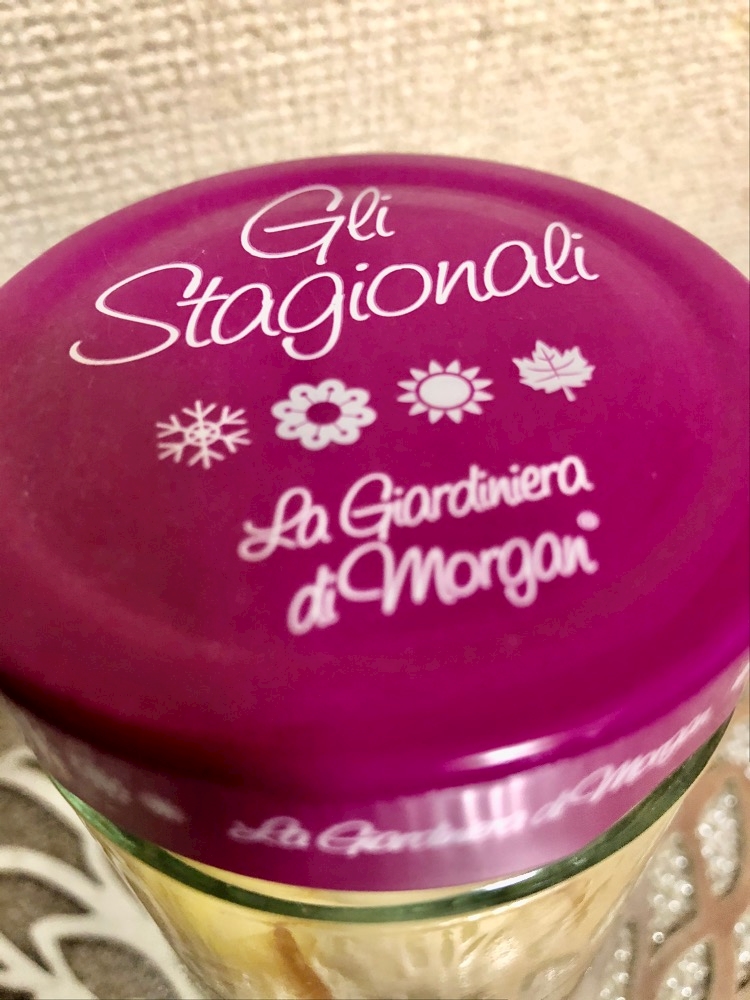 Gli
Stagionali
La Giardiniera
di Morgan®
La Giardiniera di Morgan